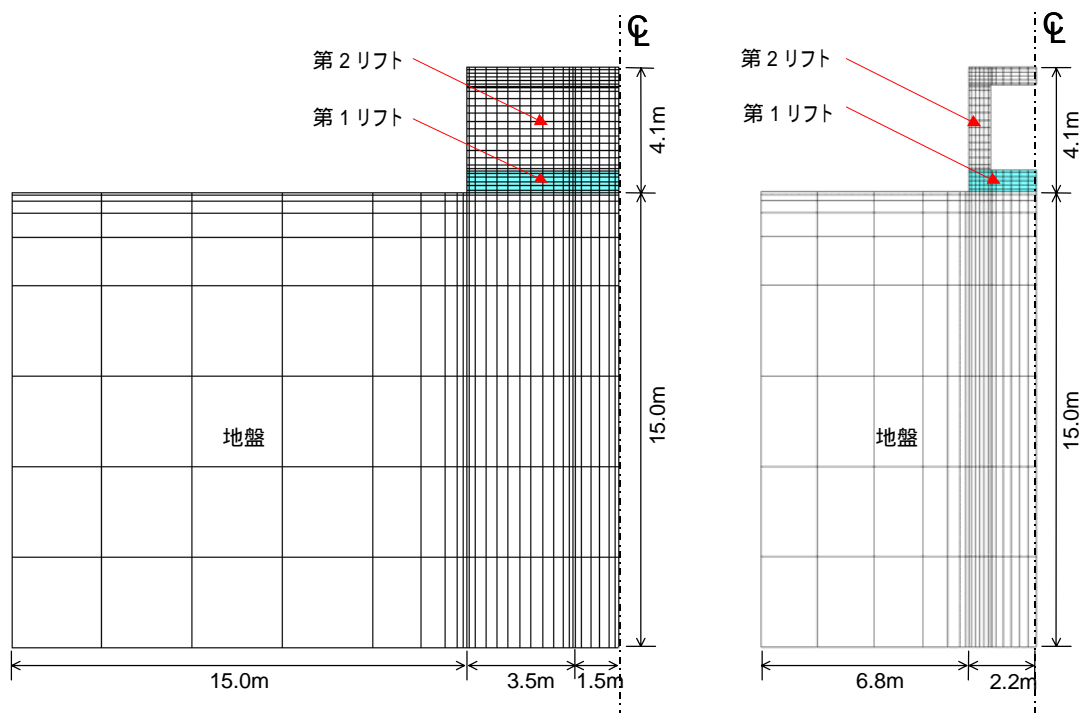 ℄
第2リフト
第1リフト
4.1m
地盤
15.0m
15.0m
3.5m
1.5m
℄
第2リフト
第1リフト
4.1m
地盤
15.0m
6.8m
2.2m